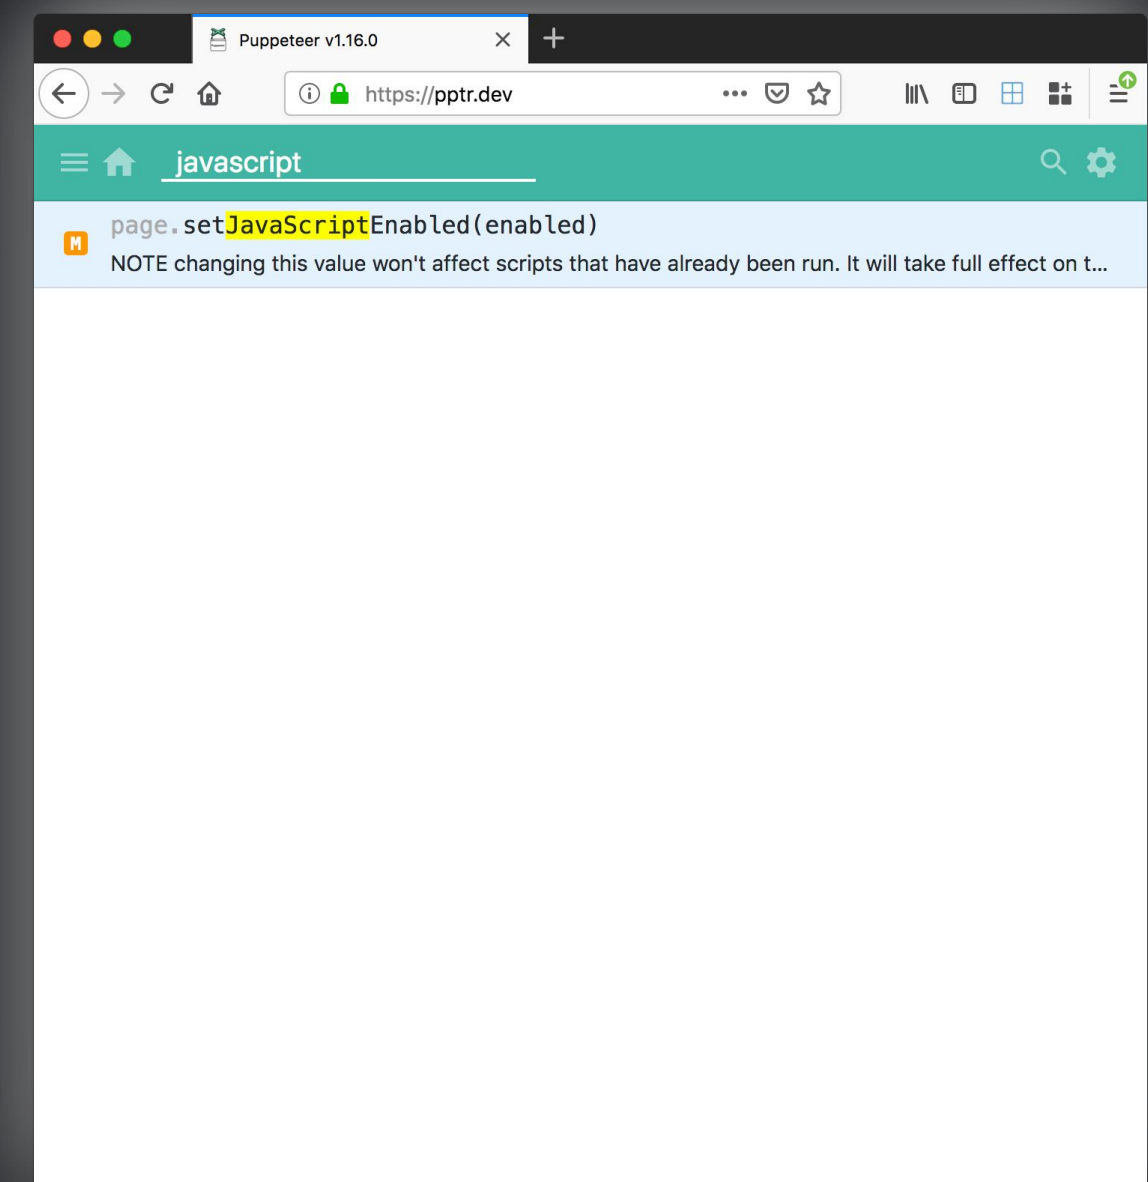 Puppeteer v1.16.0
https://pptr.dev
javascript
page.setJavaScriptEnabled(enabled)
M
NOTE changing this value won't affect scripts that have already been run. It will take full effect on t...